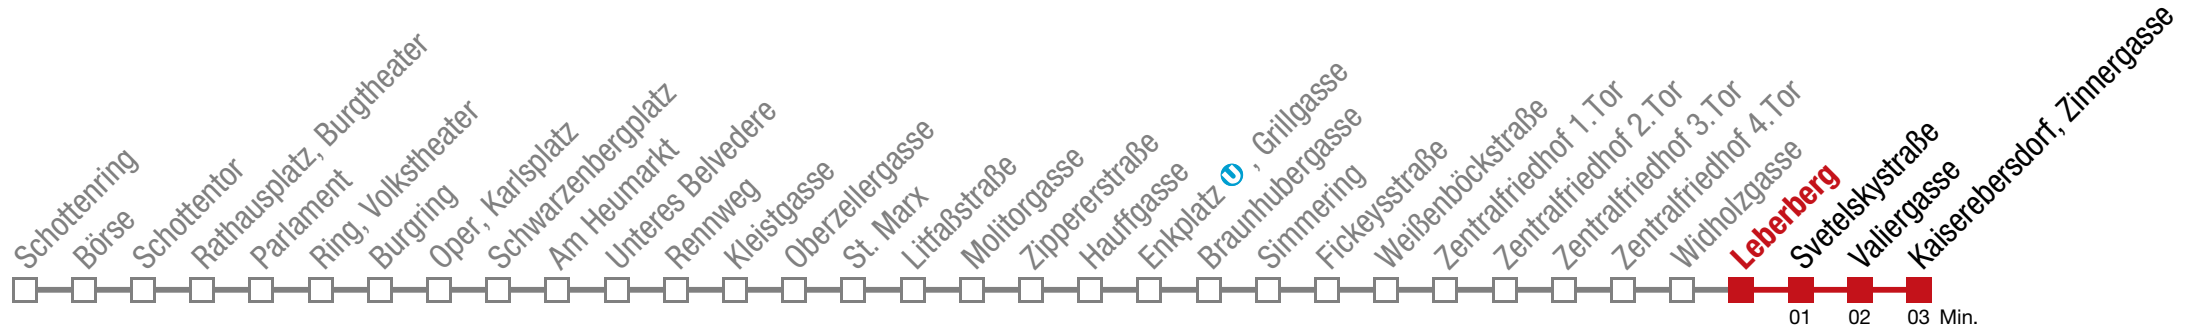 Schottenring
Börse
Schottentor
Rathausplatz, Burgtheater
Parlament
Ring, Volkstheater
Burgring
Oper, Karlsplatz
Schwarzenbergplatz
Am Heumarkt
Unteres Belvedere
Rennweg
Kleistgasse
Oberzellergasse
St. Marx
Litfaßstraße
Molitorgasse
Zippererstraße
Hauffgasse
Enkplatz U , Grillgasse
Braunhubergasse
Simmering
Fickeysstraße
Weißenböckstraße
Zentralfriedhof 1.Tor
Zentralfriedhof 2.Tor
Zentralfriedhof 3.Tor
Zentralfriedhof 4.Tor
Widholzgasse
Leberberg
Svetelskystraße
Valiergasse
Kaiserebersdorf, Zinnergasse
01 02 03 Min.